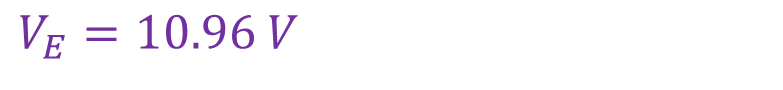 V_E = 10.96 V